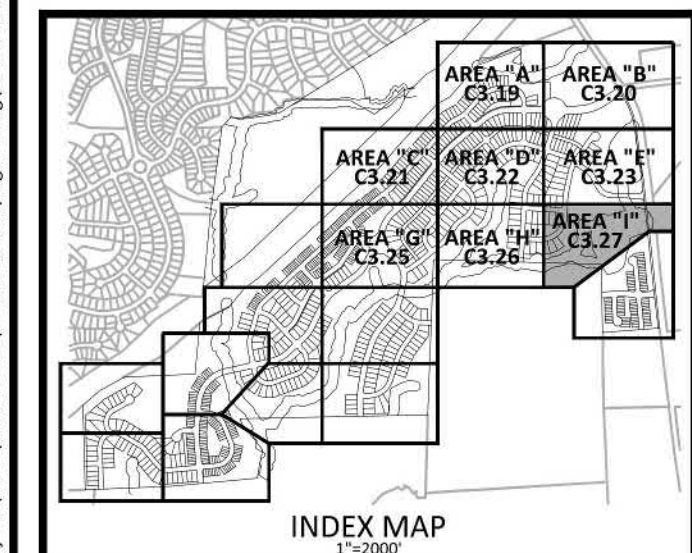 AREA "A"
C3.19
AREA "B"
C3.20
AREA "C"
C3.21
AREA "D"
C3.22
AREA "E"
C3.23
AREA "G"
C3.25
AREA "H"
C3.26
AREA "I"
C3.27
INDEX MAP
1"=2000'